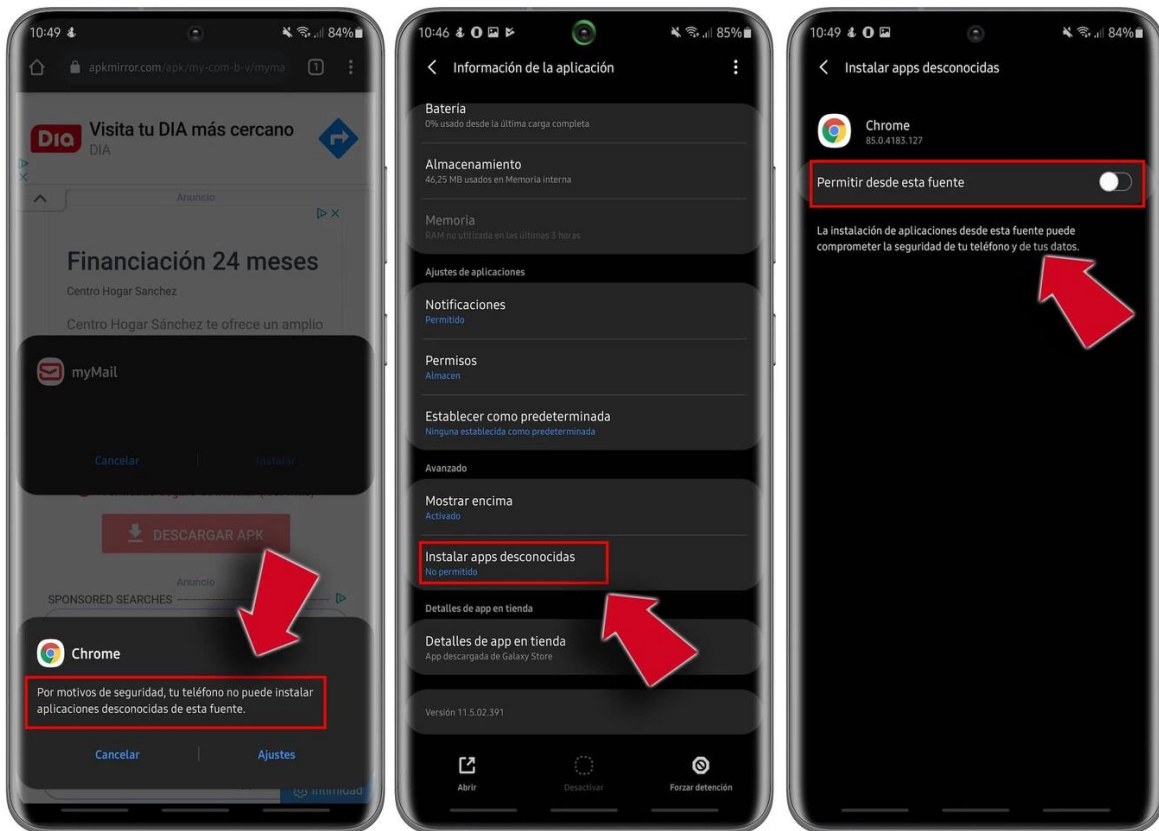 10:49
84%
apkmirror.com/apk/my-com-b-v/myma
1
Dia
Visita tu DIA más cercano
DIA
Anuncio
Financiación 24 meses
Centro Hogar Sanchez
Centro Hogar Sánchez te ofrece un amplio
myMail
Cancelar
Instalar
DESCARGAR APK
Anuncio
SPONSORED SEARCHES
Chrome
Por motivos de seguridad, tu teléfono no puede instalar
aplicaciones desconocidas de esta fuente.
Cancelar
Ajustes
Intimidad
10:46
85%
Información de la aplicación
Batería
0% usado desde la última carga completa
Almacenamiento
46,25 MB usados en Memoria interna
Memoria
RAM no utilizada en las últimas 3 horas
Ajustes de aplicaciones
Notificaciones
Permitido
Permisos
Almacen
Establecer como predeterminada
Ninguna establecida como predeterminada
Avanzado
Mostrar encima
Activado
Instalar apps desconocidas
No permitido
Detalles de app en tienda
Detalles de app en tienda
App descargada de Galaxy Store
Versión 11.5.02.391
Abrir
Desactivar
Forzar detención
10:49
84%
Instalar apps desconocidas
Chrome
85.0.4183.127
Permitir desde esta fuente
La instalación de aplicaciones desde esta fuente puede
comprometer la seguridad de tu teléfono y de tus datos.